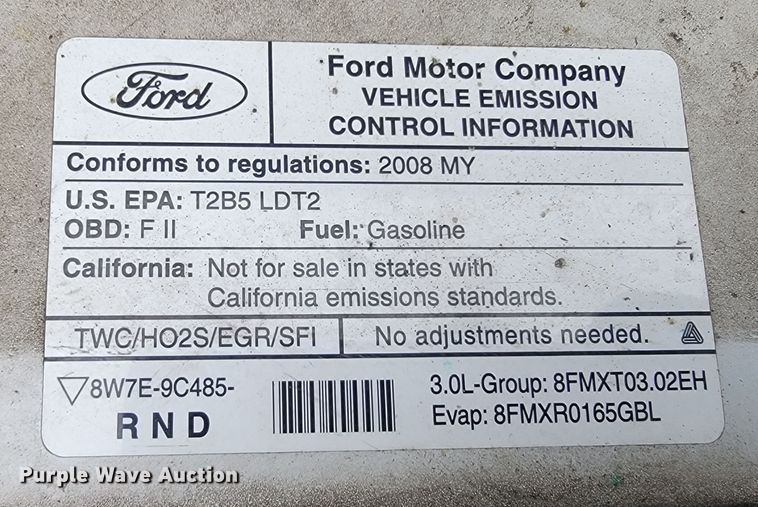 Ford
Ford Motor Company
VEHICLE EMISSION
CONTROL INFORMATION
Conforms to regulations: 2008 MY
U.S. EPA: T2B5 LDT2
OBD: F II Fuel: Gasoline
California: Not for sale in states with
California emissions standards.
TWC/HO2S/EGR/SFI No adjustments needed.
8W7E-9C485-
RND
3.0L-Group: 8FMXT03.02EH
Evap: 8FMXR0165GBL
Purple Wave Auction